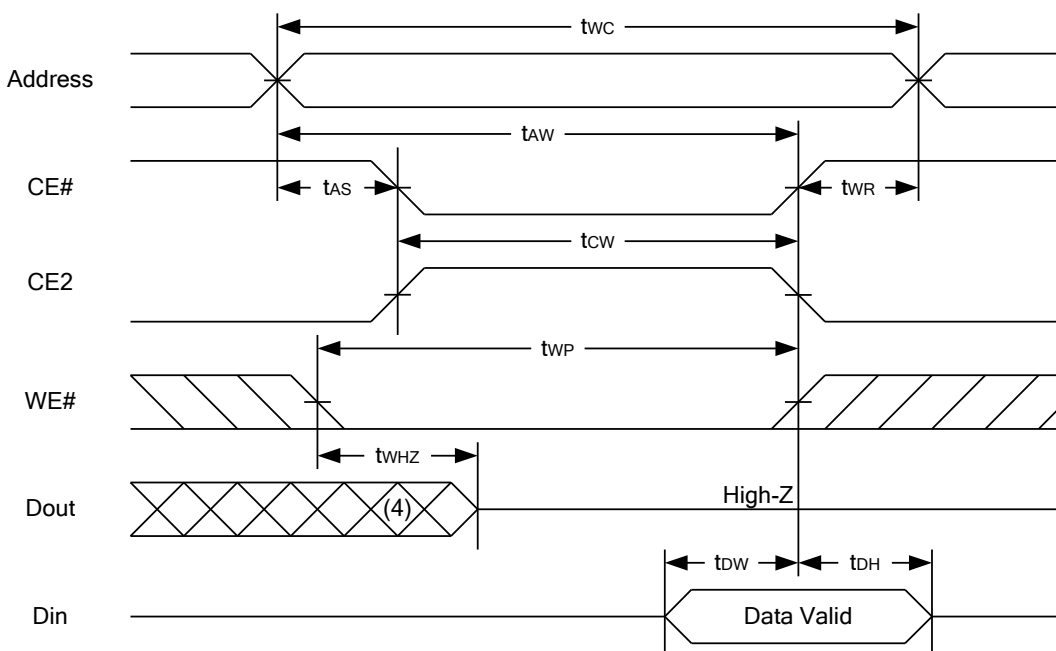 tWC
Address
tAW
CE#
tAS
tWR
tCW
CE2
tWP
WE#
tWHZ
Dout
(4)
High-Z
tDW
tDH
Din
Data Valid